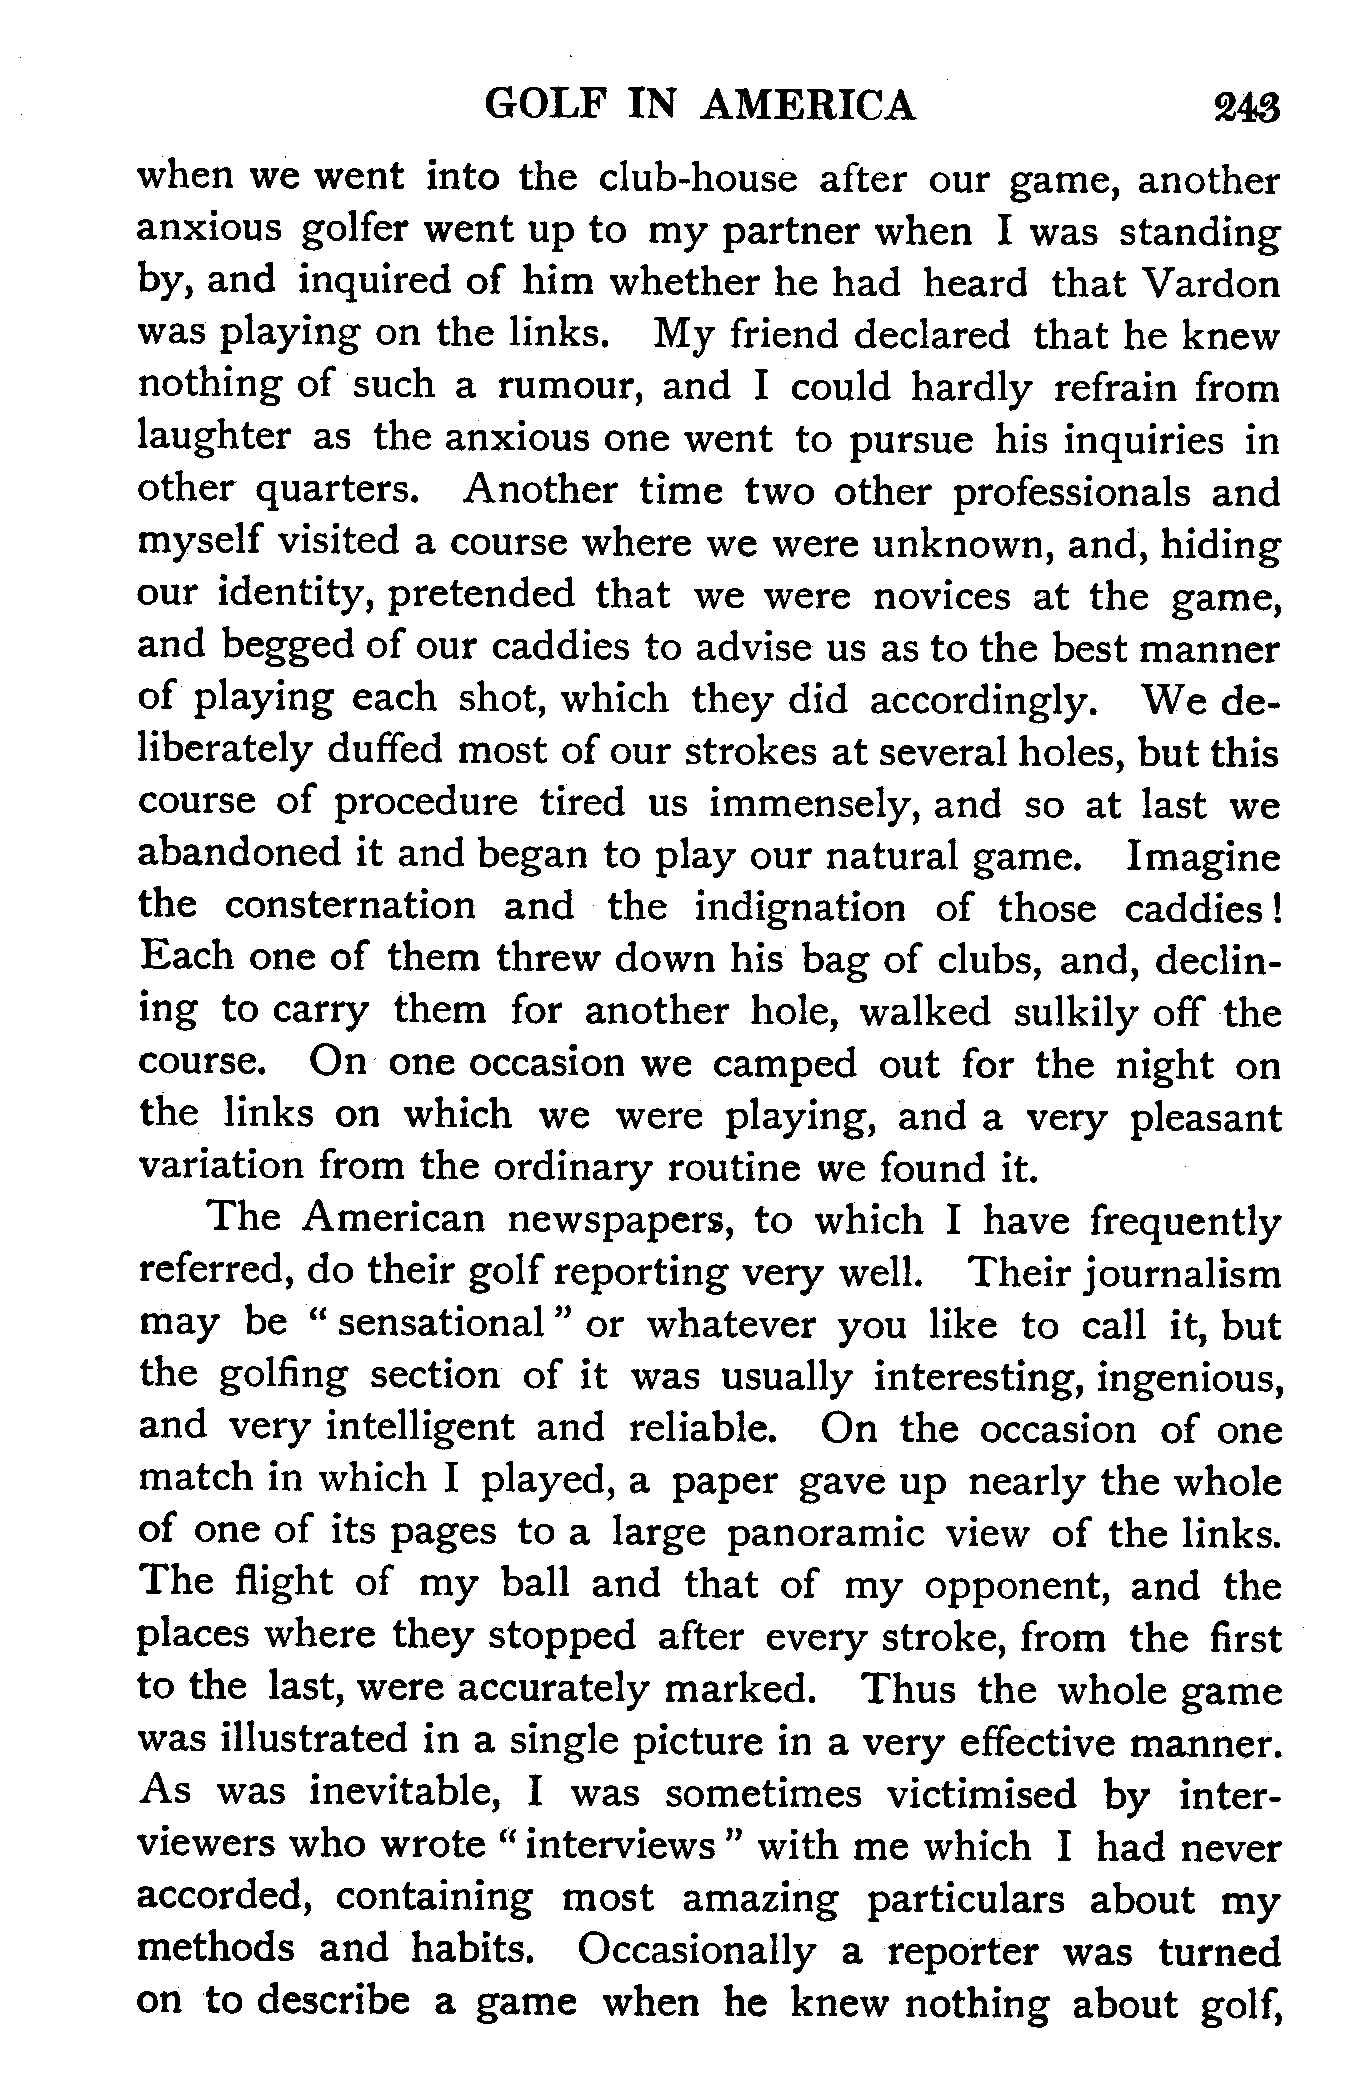 GOLF IN AMERICA 243
when we went into the club-house after our game, another
anxious golfer went up to my partner when I was standing
by, and inquired of him whether he had heard that Vardon
was playing on the links. My friend declared that he knew
nothing of such a rumour, and I could hardly refrain from
laughter as the anxious one went to pursue his inquiries in
other quarters. Another time two other professionals and
myself visited a course where we were unknown, and, hiding
our identity, pretended that we were novices at the game,
and begged of our caddies to advise us as to the best manner
of playing each shot, which they did accordingly. We de-
liberately duffed most of our strokes at several holes, but this
course of procedure tired us immensely, and so at last we
abandoned it and began to play our natural game. Imagine
the consternation and the indignation of those caddies!
Each one of them threw down his bag of clubs, and, declin-
ing to carry them for another hole, walked sulkily off the
course. On one occasion we camped out for the night on
the links on which we were playing, and a very pleasant
variation from the ordinary routine we found it.
The American newspapers, to which I have frequently
referred, do their golf reporting very well. Their journalism
may be "sensational" or whatever you like to call it, but
the golfing section of it was usually interesting, ingenious,
and very intelligent and reliable. On the occasion of one
match in which I played, a paper gave up nearly the whole
of one of its pages to a large panoramic view of the links.
The flight of my ball and that of my opponent, and the
places where they stopped after every stroke, from the first
to the last, were accurately marked. Thus the whole game
was illustrated in a single picture in a very effective manner.
As was inevitable, I was sometimes victimised by inter-
viewers who wrote "interviews" with me which I had never
accorded, containing most amazing particulars about my
methods and habits. Occasionally a reporter was turned
on to describe a game when he knew nothing about golf,